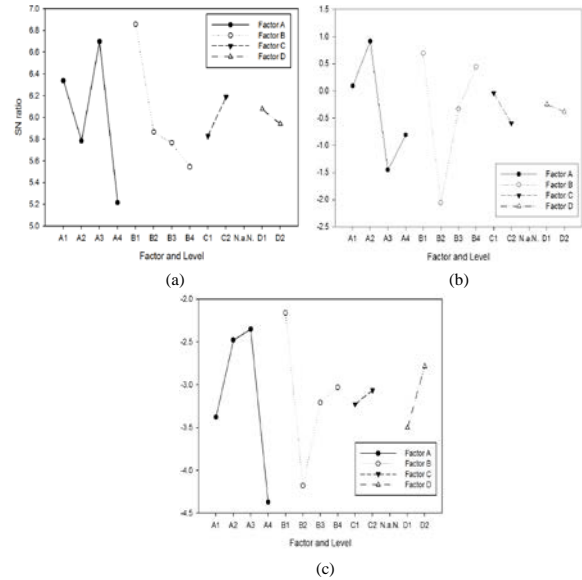 7.0
6.8
6.6
6.4
6.2
6.0
5.8
5.6
5.4
5.2
5.0
SN ratio
A1 A2 A3 A4 B1 B2 B3 B4 C1 C2 N.a.N. D1 D2
Factor and Level
Factor A
Factor B
Factor C
Factor D
(a)
1.5
1.0
0.5
0.0
-0.5
-1.0
-1.5
-2.0
-2.5
A1 A2 A3 A4 B1 B2 B3 B4 C1 C2 N.a.N. D1 D2
Factor and Level
Factor A
Factor B
Factor C
Factor D
(b)
-2.0
-2.5
-3.0
-3.5
-4.0
-4.5
A1 A2 A3 A4 B1 B2 B3 B4 C1 C2 N.a.N. D1 D2
Factor and Level
Factor A
Factor B
Factor C
Factor D
(c)